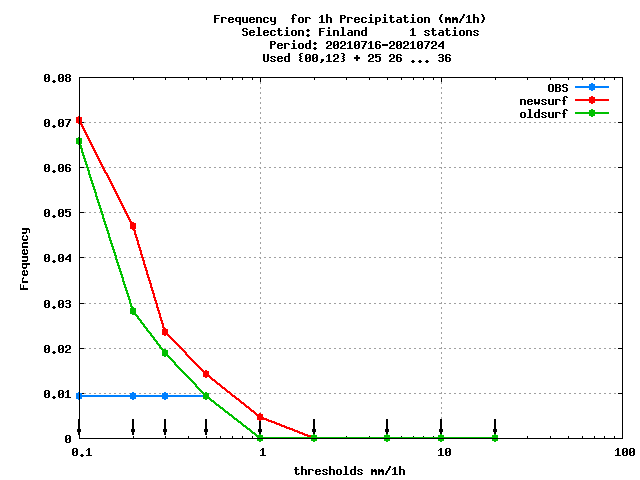 Frequency  for 1h Precipitation (mm/1h)
Selection: Finland      1 stations
Period: 20210716-20210724
Used {00,12} + 25 26 ... 36
OBS
newsurf
oldsurf
Frequency
0.08
0.07
0.06
0.05
0.04
0.03
0.02
0.01
0
0.1 1 10 100
thresholds mm/1h